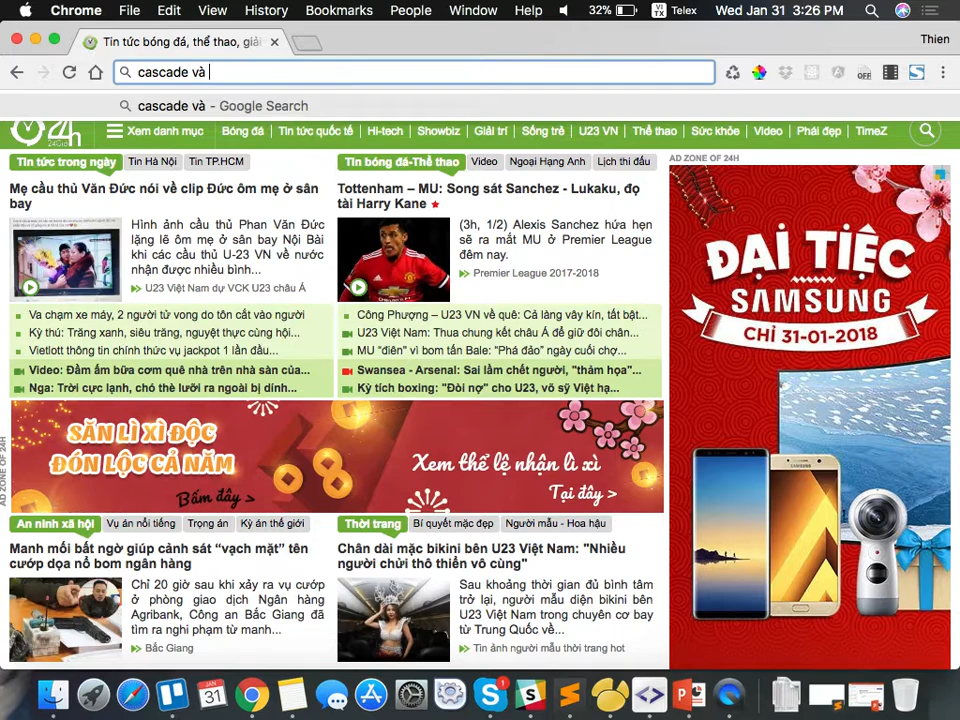 Chrome File Edit View History Bookmarks People Window Help 32% VI TX Telex Wed Jan 31 3:26 PM
Tin tức bóng đá, thể thao, giải
Thien
cascade và
cascade và - Google Search
24h Xem danh mục Bóng đá Tin tức quốc tế Hi-tech Showbiz Giải trí Sống trẻ U23 VN Thể thao Sức khỏe Video Phái đẹp TimeZ
Tin tức trong ngày Tin Hà Nội Tin TP.HCM
Mẹ cầu thủ Văn Đức nói về clip Đức ôm mẹ ở sân
bay
Hình ảnh cầu thủ Phan Văn Đức
lặng lẽ ôm mẹ ở sân bay Nội Bài
khi các cầu thủ U-23 VN về nước
nhận được nhiều bình...
U23 Việt Nam dự VCK U23 châu Á
Va chạm xe máy, 2 người tử vong do tôn cắt vào người
Kỳ thú: Trăng xanh, siêu trăng, nguyệt thực cùng hội...
Vietlott thông tin chính thức vụ jackpot 1 lần đầu...
Video: Đầm ấm bữa cơm quê nhà trên nhà sàn của...
Nga: Trời cực lạnh, chó thè lưỡi ra ngoài bị dính...
Tin bóng đá-Thể thao Video Ngoại Hạng Anh Lịch thi đấu
Tottenham – MU: Song sát Sanchez - Lukaku, đọ
tài Harry Kane
(3h, 1/2) Alexis Sanchez hứa hẹn
sẽ ra mắt MU ở Premier League
đêm nay.
Premier League 2017-2018
Công Phượng – U23 VN về quê: Cả làng vây kín, tất bật...
U23 Việt Nam: Thua chung kết châu Á để giữ đôi chân...
MU “điên” vì bom tấn Bale: "Phá đảo” ngày cuối chợ...
Swansea - Arsenal: Sai lầm chết người, "thảm họa"...
Kỳ tích boxing: "Đòi nợ" cho U23, võ sỹ Việt hạ...
AD ZONE OF 24H
ĐẠI TIỆC
SAMSUNG
CHỈ 31-01-2018
SAMSUNG
AD ZONE OF 24H
SĂN LÌ XÌ ĐỘC
ĐÓN LỘC CẢ NĂM
Bấm đây >
68
Xem thể lệ nhận lì xì
Tại đây >
An ninh xã hội Vụ án nổi tiếng Trọng án Kỳ án thế giới
Manh mối bất ngờ giúp cảnh sát “vạch mặt” tên
cướp dọa nổ bom ngân hàng
Chỉ 20 giờ sau khi xảy ra vụ cướp
ở phòng giao dịch Ngân hàng
Agribank, Công an Bắc Giang đã
tìm ra nghi phạm từ manh...
Bắc Giang
Thời trang Bí quyết mặc đẹp Người mẫu - Hoa hậu
Chân dài mặc bikini bên U23 Việt Nam: "Nhiều
người chửi thô thiển vô cùng"
Sau khoảng thời gian đủ bình tâm
trở lại, người mẫu diện bikini bên
U23 Việt Nam trong chuyên cơ bay
từ Trung Quốc về...
Tin ảnh người mẫu thời trang hot
JAN
31
1